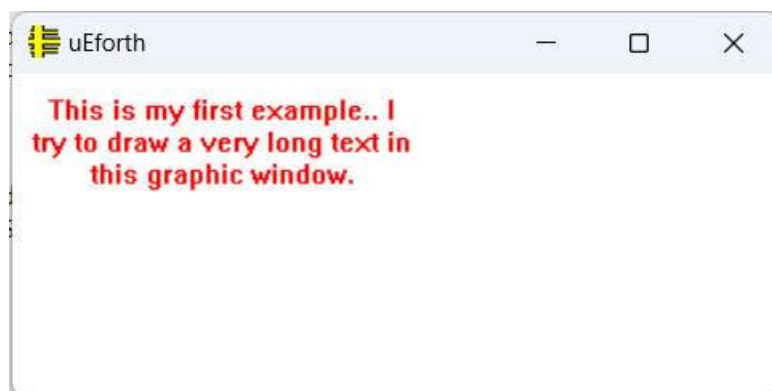 uEforth
This is my first example.. I
try to draw a very long text in
this graphic window.